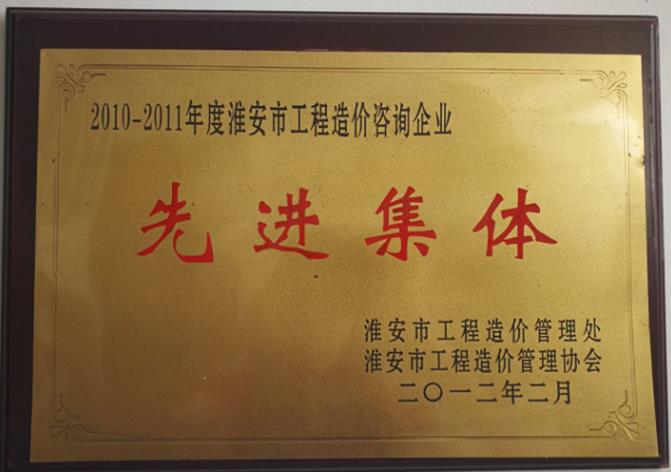 2010-2011年度淮安市工程造价咨询企业
先进集体
淮安市工程造价管理处
淮安市工程造价管理协会
二〇一二年二月